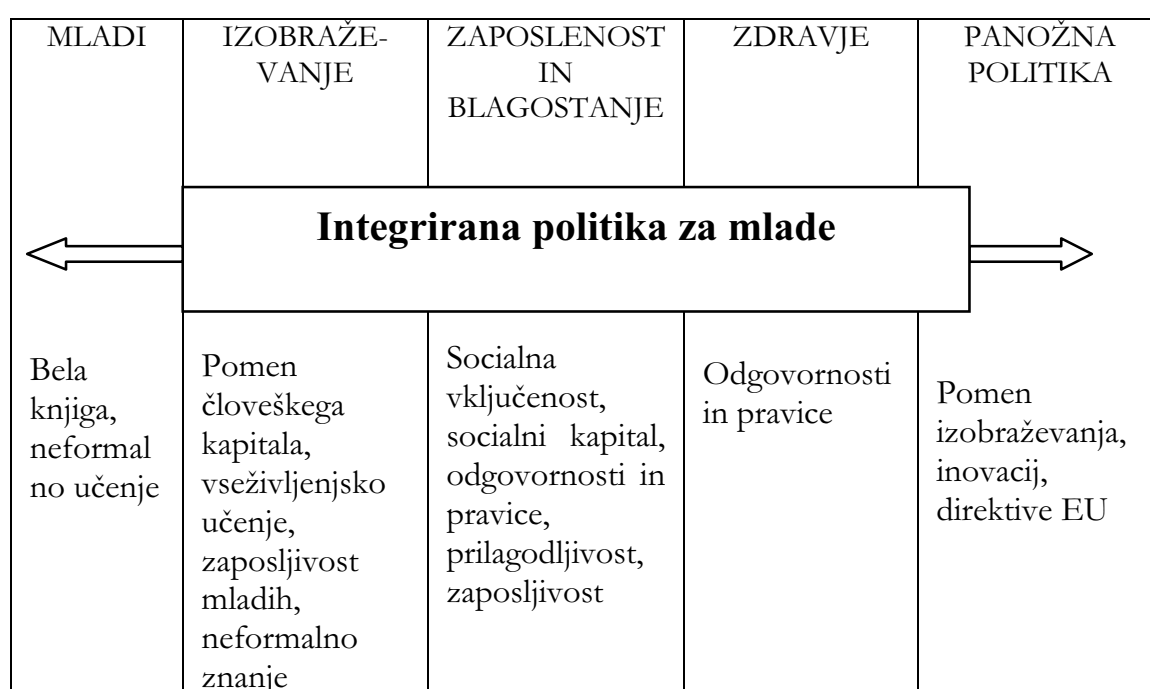 MLADI
IZOBRAŽE-
VANJE
ZAPOSLENOST
IN
BLAGOSTANJE
ZDRAVJE
PANOŽNA
POLITIKA
Integrirana politika za mlade
Bela
knjiga,
neformal
no učenje
Pomen
človeškega
kapitala,
vseživljenjsko
učenje,
zaposljivost
mladih,
neformalno
znanje
Socialna
vključenost,
socialni kapital,
odgovornosti in
pravice,
prilagodljivost,
zaposljivost
Odgovornosti
in pravice
Pomen
izobraževanja,
inovacij,
direktive EU